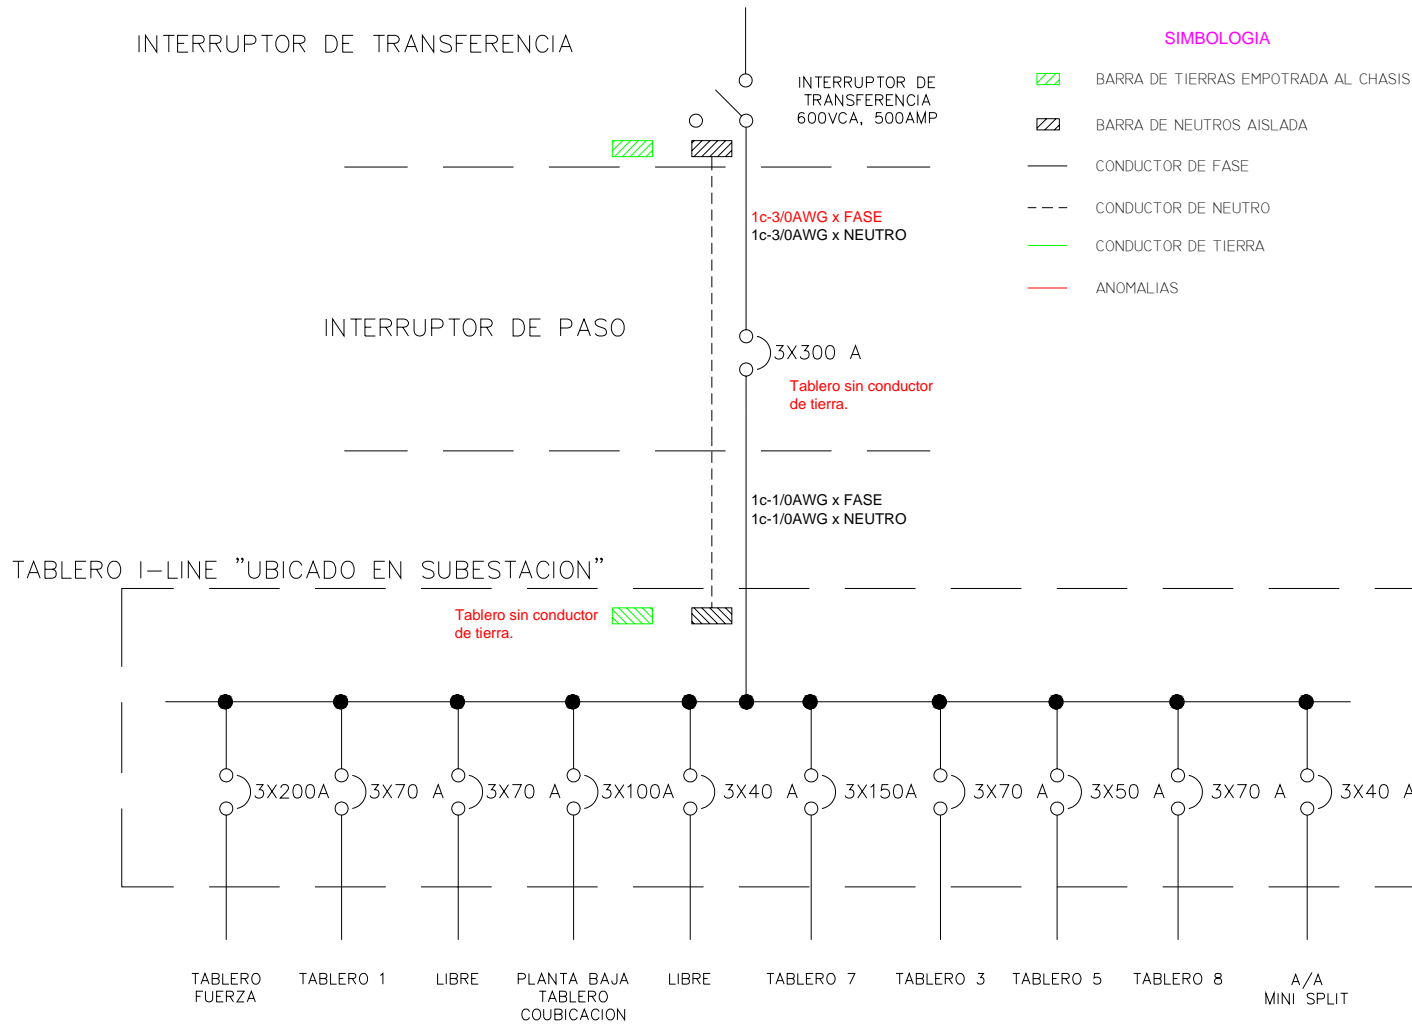 INTERRUPTOR DE TRANSFERENCIA
INTERRUPTOR DE
TRANSFERENCIA
600VCA, 500AMP
SIMBOLOGIA
BARRA DE TIERRAS EMPOTRADA AL CHASIS
BARRA DE NEUTROS AISLADA
CONDUCTOR DE FASE
CONDUCTOR DE NEUTRO
CONDUCTOR DE TIERRA
ANOMALIAS
1c-3/0AWG x FASE
1c-3/0AWG x NEUTRO
INTERRUPTOR DE PASO
3X300 A
Tablero sin conductor
de tierra.
1c-1/0AWG x FASE
1c-1/0AWG x NEUTRO
TABLERO I-LINE "UBICADO EN SUBESTACION"
Tablero sin conductor
de tierra.
3X200A
3X70 A
3X70 A
3X100A
3X40 A
3X150A
3X70 A
3X50 A
3X70 A
3X40 A
TABLERO
FUERZA
TABLERO 1
LIBRE
PLANTA BAJA
TABLERO
COUBICACION
LIBRE
TABLERO 7
TABLERO 3
TABLERO 5
TABLERO 8
A/A
MINI SPLIT